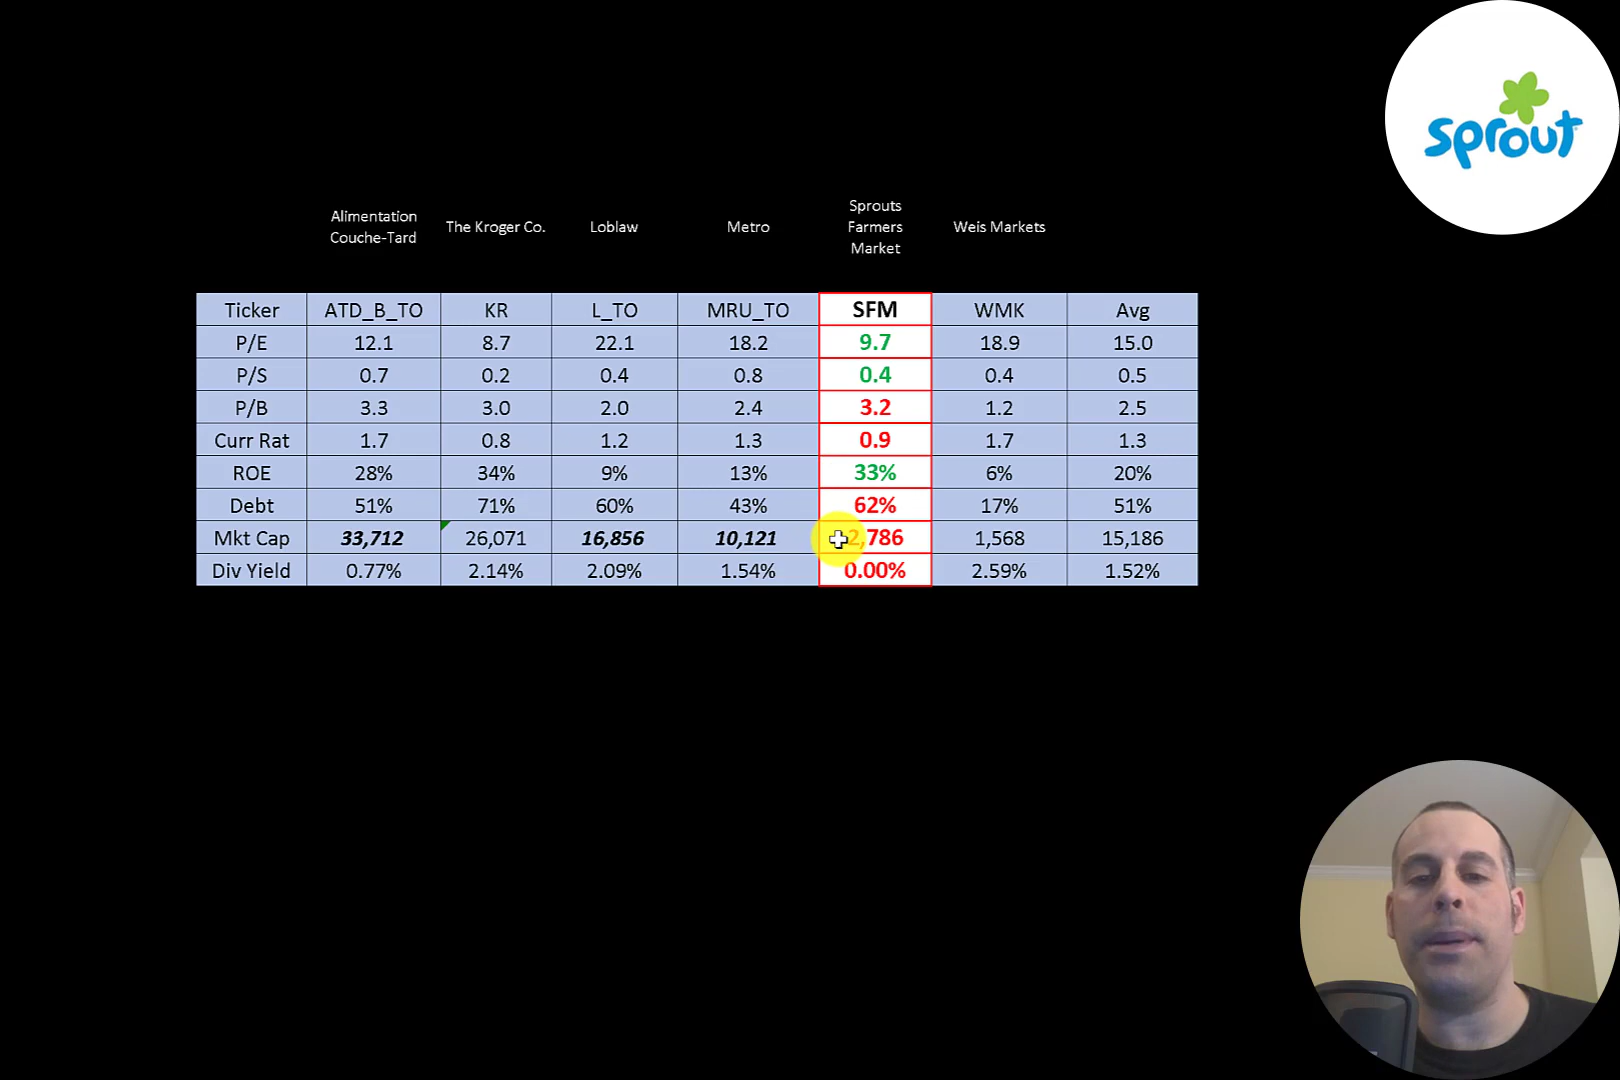 sprout
Alimentation
Couche-Tard
The Kroger Co.
Loblaw
Metro
Sprouts
Farmers
Market
Weis Markets
Ticker ATD_B_TO KR L_TO MRU_TO SFM WMK Avg
P/E 12.1 8.7 22.1 18.2 9.7 18.9 15.0
P/S 0.7 0.2 0.4 0.8 0.4 0.4 0.5
P/B 3.3 3.0 2.0 2.4 3.2 1.2 2.5
Curr Rat 1.7 0.8 1.2 1.3 0.9 1.7 1.3
ROE 28% 34% 9% 13% 33% 6% 20%
Debt 51% 71% 60% 43% 62% 17% 51%
Mkt Cap 33,712 26,071 16,856 10,121 2,786 1,568 15,186
Div Yield 0.77% 2.14% 2.09% 1.54% 0.00% 2.59% 1.52%